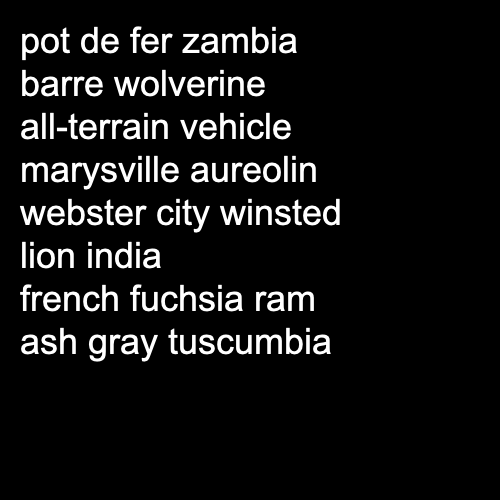 pot de fer zambia
barre wolverine
all-terrain vehicle
marysville aureolin
webster city winsted
lion india
french fuchsia ram
ash gray tuscumbia